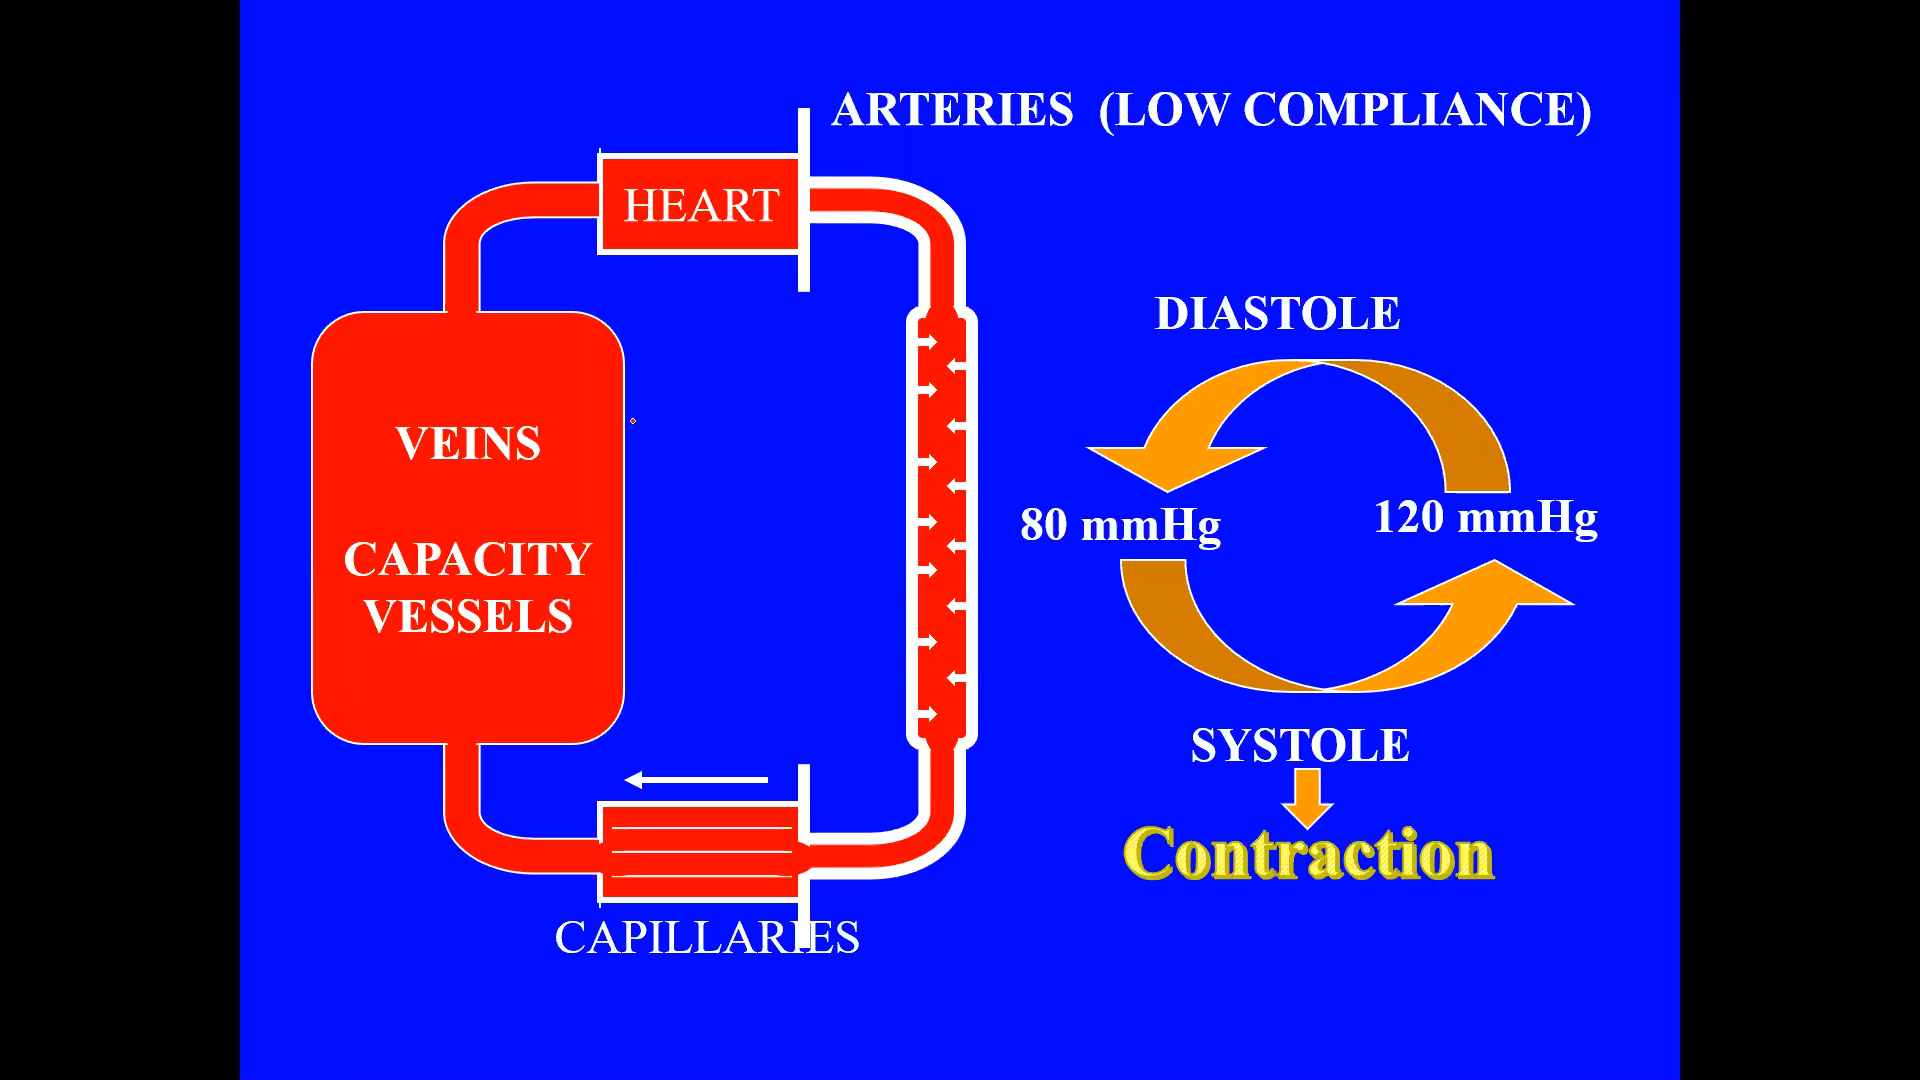 ARTERIES (LOW COMPLIANCE)
HEART
DIASTOLE
VEINS
CAPACITY
VESSELS
80 mmHg
120 mmHg
SYSTOLE
Contraction
CAPILLARIES